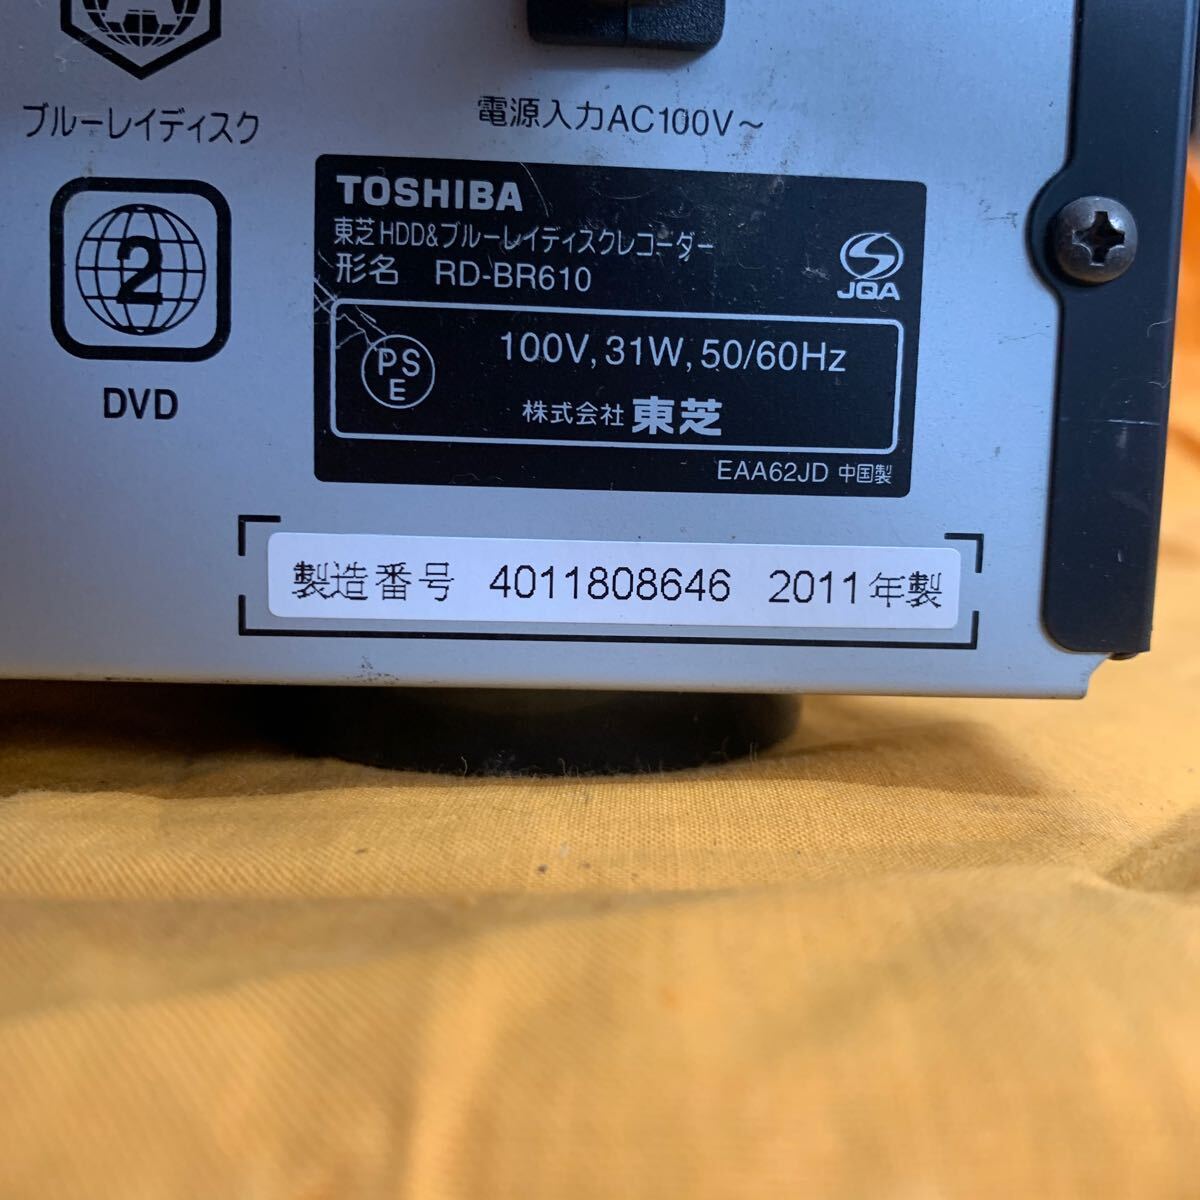 ブルーレイディスク
電源入力AC100V～
2
DVD
TOSHIBA
東芝HDD&ブルーレイディスクレコーダー
形名 RD-BR610
JQA
PS
E
100V, 31W, 50/60Hz
株式会社 東芝
EAA62JD 中国製
製造番号 4011808646 2011年製